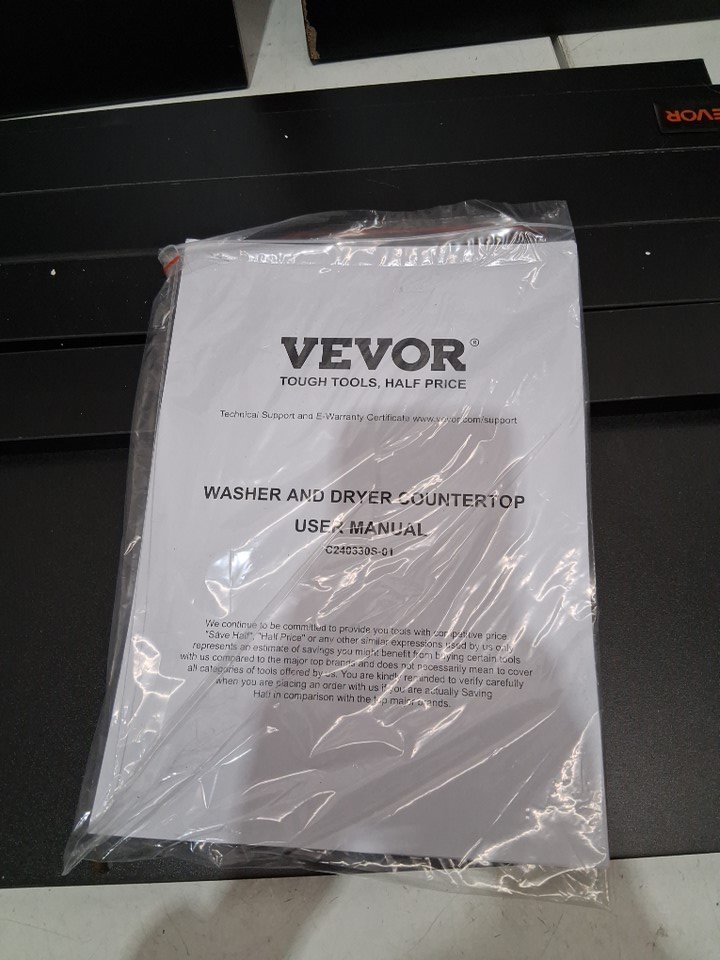 EVOR
VEVOR®
TOUGH TOOLS, HALF PRICE
Technical Support and E-Warranty Certificate www.vevor.com/support
WASHER AND DRYER COUNTERTOP
USER MANUAL
C240330S-01
We continue to be committed to provide you tools with competitive price.
"Save Half", "Half Price" or any other similar expressions used by us only
represents an estimate of savings you might benefit from buying certain tools
with us compared to the major top brands and does not necessarily mean to cover
all categories of tools offered by us. You are kindly reminded to verify carefully
when you are placing an order with us if you are actually Saving
Half in comparison with the top major brands.